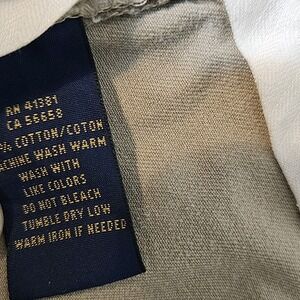 RN 41381
CA 56658
% COTTON/COTON
ACHINE WASH WARM
WASH WITH
LIKE COLORS
DO NOT BLEACH
TUMBLE DRY LOW
WARM IRON IF NEEDED